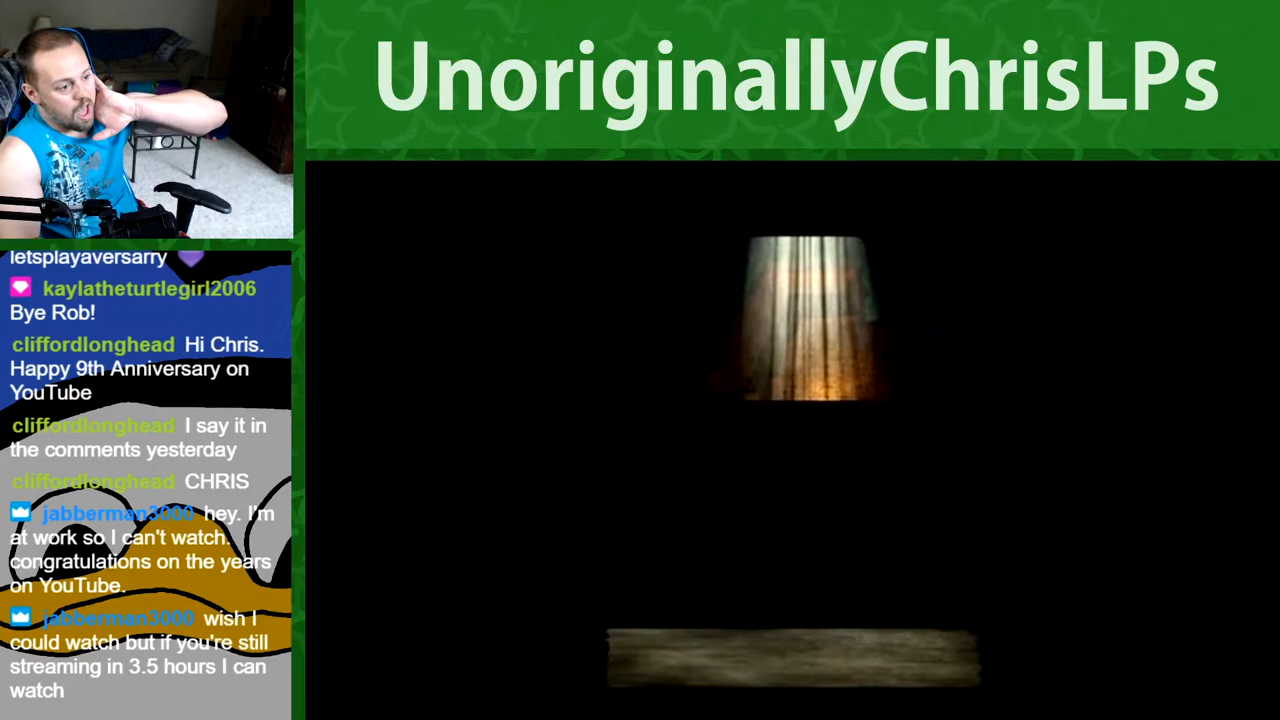 UnoriginallyChrisLPs
letsplayaversarry
kaylatheturtlegirl2006
Bye Rob!
cliffordlonghead Hi Chris.
Happy 9th Anniversary on
YouTube
cliffordlonghead I say it in
the comments yesterday
cliffordlonghead CHRIS
jabberman3000 hey. I'm
at work so I can't watch.
congratulations on the years
on YouTube.
jabberman3000 wish I
could watch but if you're still
streaming in 3.5 hours I can
watch